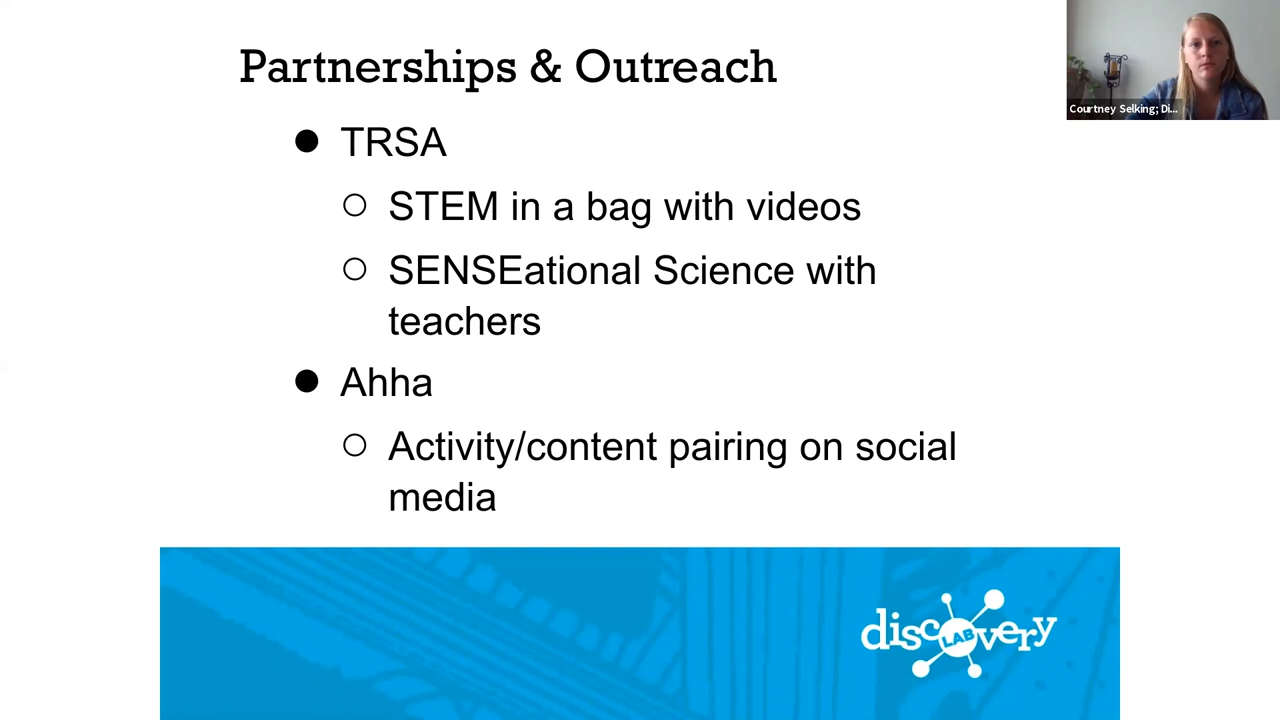 Partnerships & Outreach
Courtney Selking; Di...
● TRSA
○ STEM in a bag with videos
○ SENSEational Science with
teachers
● Ahha
○ Activity/content pairing on social
media
discovery
LAB